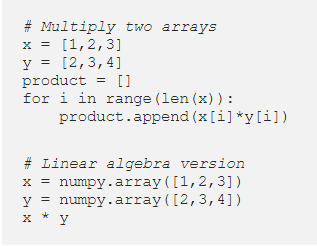 # Multiply two arrays
x = [1,2,3]
y = [2,3,4]
product = []
for i in range(len(x)):
    product.append(x[i]*y[i])

# Linear algebra version
x = numpy.array([1,2,3])
y = numpy.array([2,3,4])
x * y